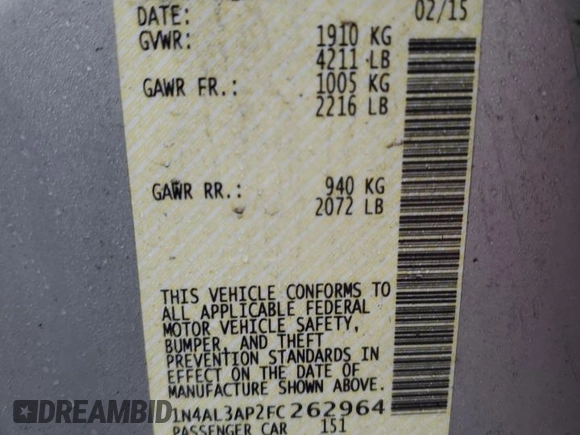 DATE: 02/15
GVWR: 1910 KG
4211 LB
GAWR FR.: 1005 KG
2216 LB
GAWR RR.: 940 KG
2072 LB
THIS VEHICLE CONFORMS TO
ALL APPLICABLE FEDERAL
MOTOR VEHICLE SAFETY,
BUMPER, AND THEFT
PREVENTION STANDARDS IN
EFFECT ON THE DATE OF
MANUFACTURE SHOWN ABOVE.
1N4AL3AP2FC262964
PASSENGER CAR 151
DREAMBID